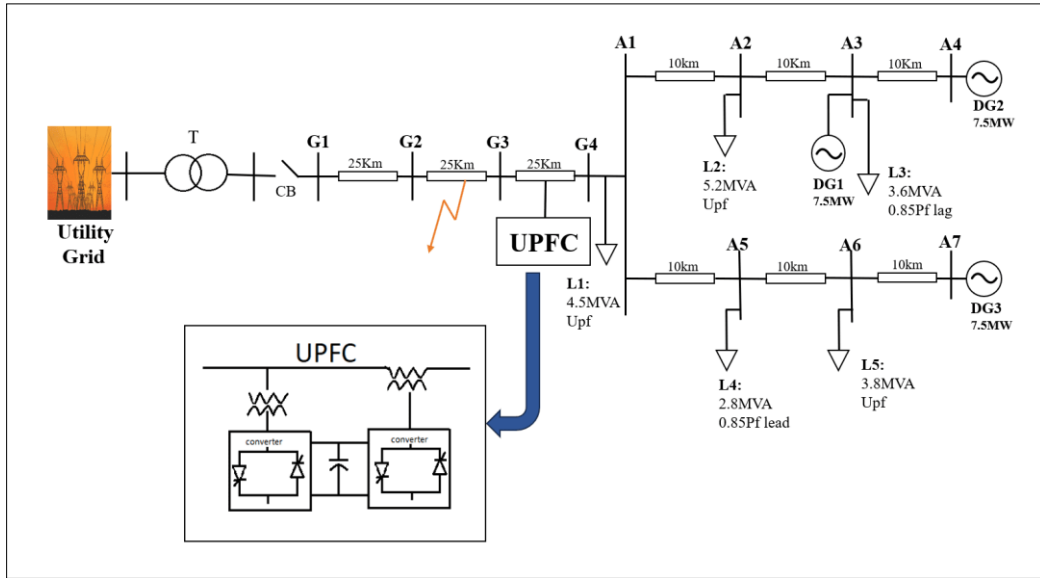 A1
A2
A3
A4
10km
10Km
10Km
DG2
7.5MW
T
G1
G2
G3
G4
25Km
25Km
25Km
CB
L2:
5.2MVA
Upf
DG1
7.5MW
L3:
3.6MVA
0.85Pf lag
Utility
Grid
UPFC
L1:
4.5MVA
Upf
A5
A6
A7
10km
10km
10km
DG3
7.5MW
L4:
2.8MVA
0.85Pf lead
L5:
3.8MVA
Upf
UPFC
converter
converter